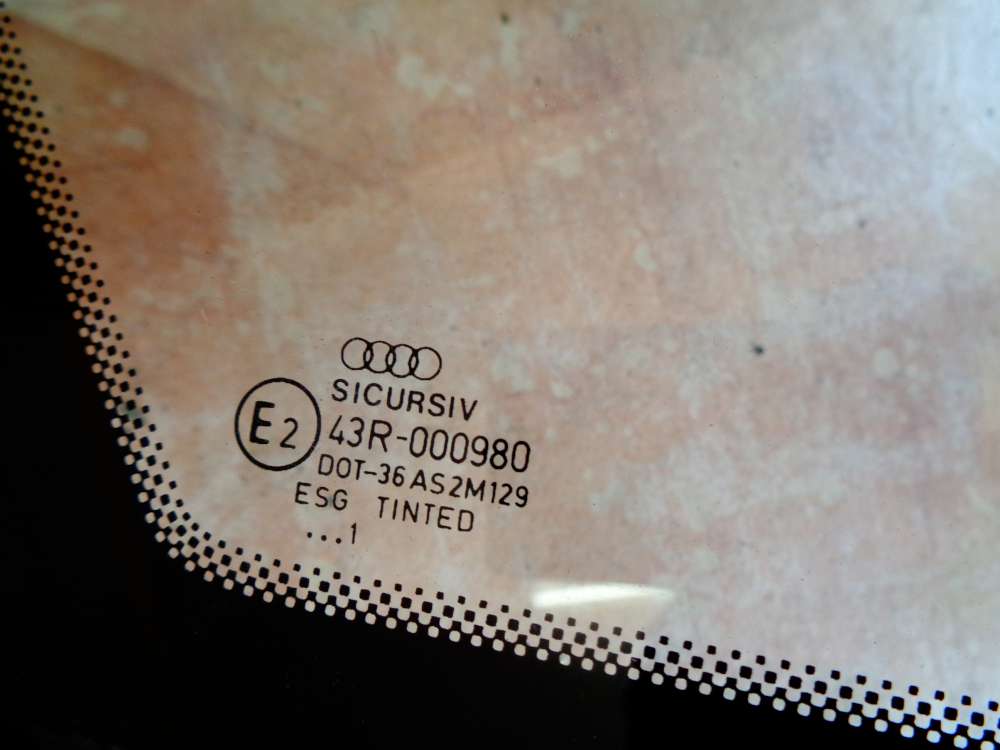 SICURSIV
E2
43R-000980
DOT-36 AS2M129
ESG TINTED
...1